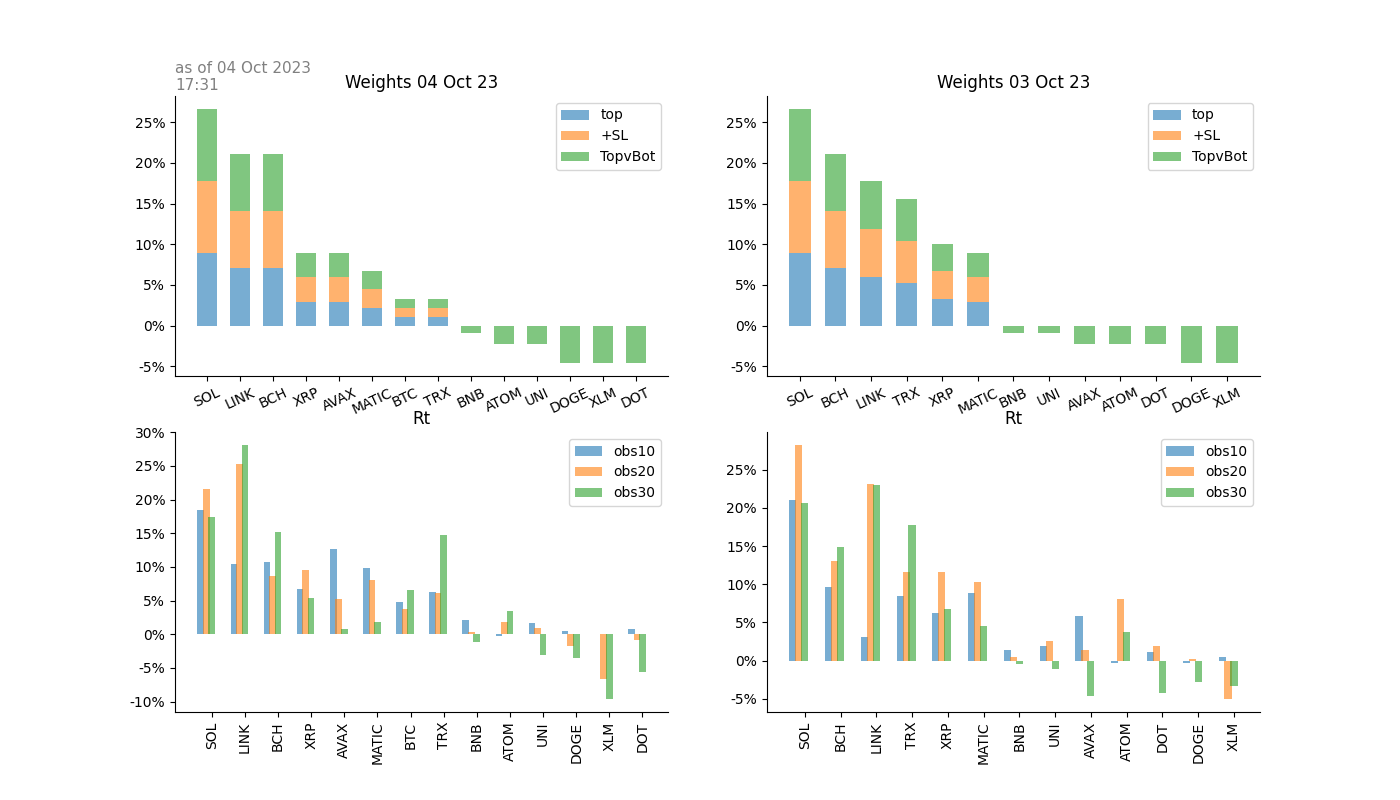 as of 04 Oct 2023
17:31
Weights 04 Oct 23
25%
20%
15%
10%
5%
0%
-5%
top
+SL
TopvBot
SOL LINK BCH XRP AVAX MATIC BTC TRX BNB ATOM UNI DOGE XLM DOT
Weights 03 Oct 23
25%
20%
15%
10%
5%
0%
-5%
top
+SL
TopvBot
SOL BCH LINK TRX XRP MATIC BNB UNI AVAX ATOM DOT DOGE XLM
Rt
30%
25%
20%
15%
10%
5%
0%
-5%
-10%
obs10
obs20
obs30
SOL LINK BCH XRP AVAX MATIC BTC TRX BNB ATOM UNI DOGE XLM DOT
Rt
25%
20%
15%
10%
5%
0%
-5%
obs10
obs20
obs30
SOL BCH LINK TRX XRP MATIC BNB UNI AVAX ATOM DOT DOGE XLM